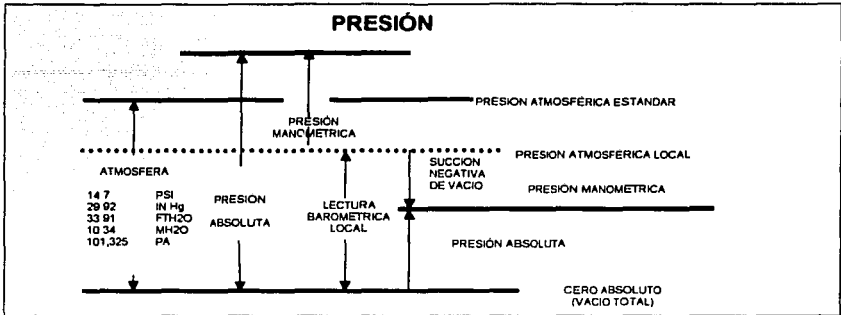 PRESIÓN
PRESION ATMOSFÉRICA ESTANDAR
PRESIÓN
MANOMETRICA
PRESION ATMOSFÉRICA LOCAL
ATMOSFERA
14 7 PSI
29 92 IN Hg
33 91 FTH2O
10 34 MH2O
101,325 PA
PRESION
ABSOLUTA
LECTURA
BAROMETRICA
LOCAL
SUCCION
NEGATIVA
DE VACIO
PRESIÓN MANOMETRICA
PRESIÓN ABSOLUTA
CERO ABSOLUTO
(VACIO TOTAL)